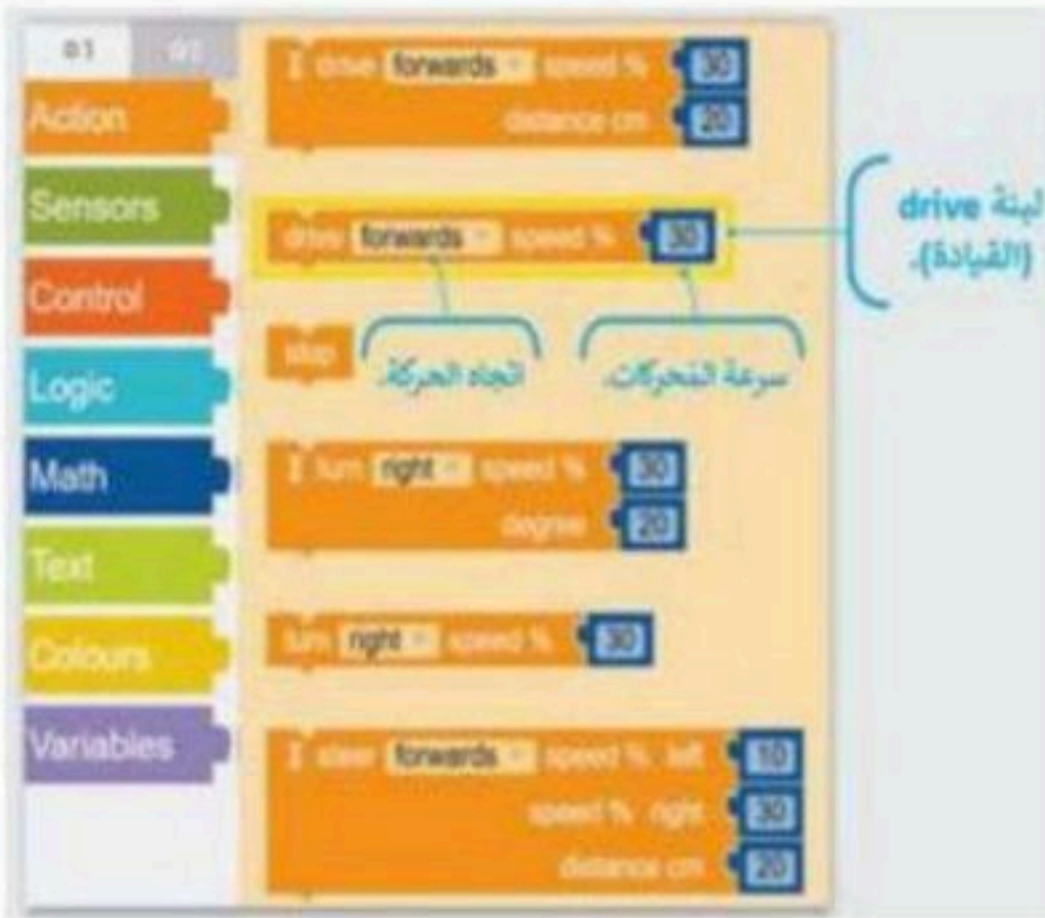 Action
Sensors
Control
Logic
Math
Text
Colours
Variables
drive forwards speed % 30
distance cm 20
drive forwards speed % 30
stop
turn right speed % 30
degree 20
turn right speed % 30
steer forwards speed % left 10
speed % right 30
distance cm 20
اتجاه الحركة.
سرعة المحركات.
لبنة drive
(القيادة).